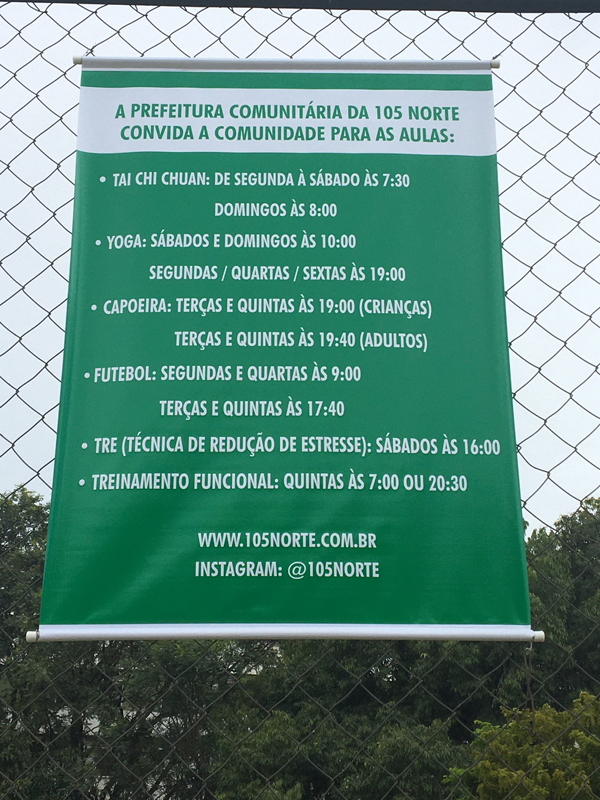 A PREFEITURA COMUNITÁRIA DA 105 NORTE
CONVIDA A COMUNIDADE PARA AS AULAS:
• TAI CHI CHUAN: DE SEGUNDA À SÁBADO ÀS 7:30
DOMINGOS ÀS 8:00
• YOGA: SÁBADOS E DOMINGOS ÀS 10:00
SEGUNDAS / QUARTAS / SEXTAS ÀS 19:00
• CAPOEIRA: TERÇAS E QUINTAS ÀS 19:00 (CRIANÇAS)
TERÇAS E QUINTAS ÀS 19:40 (ADULTOS)
• FUTEBOL: SEGUNDAS E QUARTAS ÀS 9:00
TERÇAS E QUINTAS ÀS 17:40
• TRE (TÉCNICA DE REDUÇÃO DE ESTRESSE): SÁBADOS ÀS 16:00
• TREINAMENTO FUNCIONAL: QUINTAS ÀS 7:00 OU 20:30
WWW.105NORTE.COM.BR
INSTAGRAM: @105NORTE